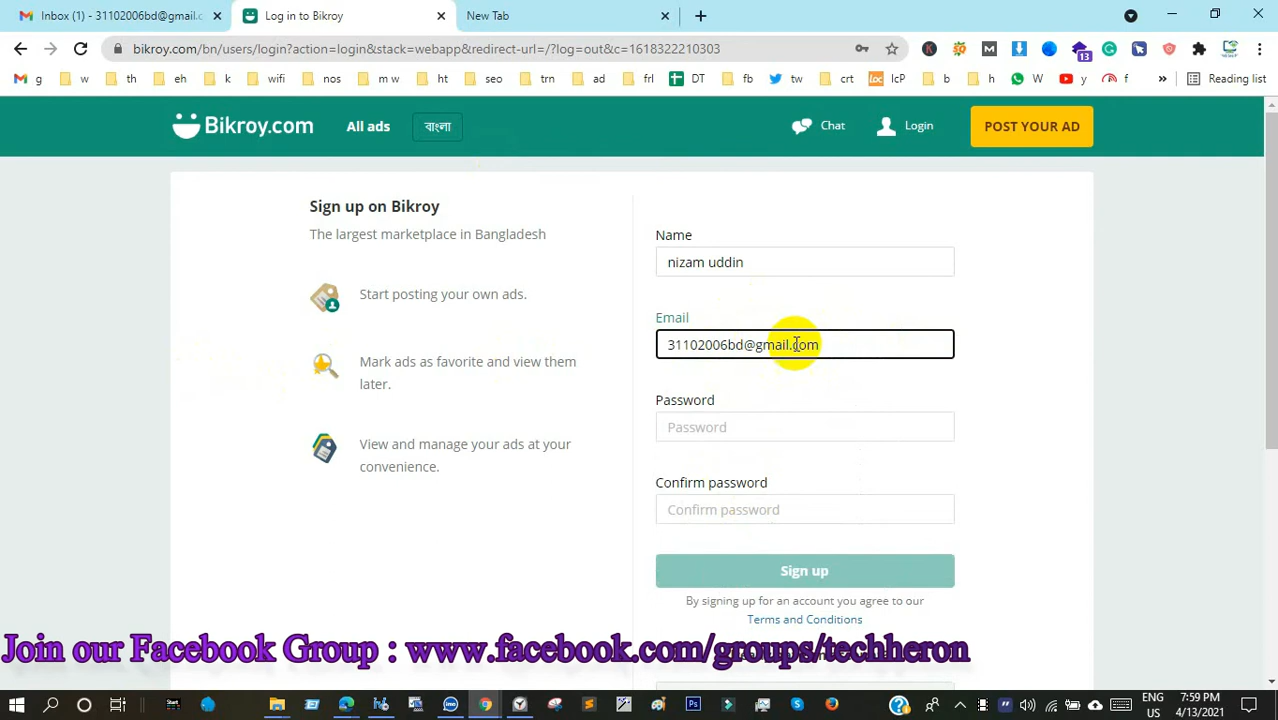 Inbox (1) - 31102006bd@gmail.c
Log in to Bikroy
New Tab
bikroy.com/bn/users/login?action=login&stack=webapp&redirect-url=/?log=out&c=1618322210303
g w th eh k wifi nos m w ht seo trn ad frl DT fb tw crt loc lcP b h W y f » Reading list
13
Bikroy.com All ads বাংলা Chat Login POST YOUR AD
Sign up on Bikroy
The largest marketplace in Bangladesh
Start posting your own ads.
Mark ads as favorite and view them
later.
View and manage your ads at your
convenience.
Name
nizam uddin
Email
31102006bd@gmail.com
Password
Password
Confirm password
Confirm password
Sign up
By signing up for an account you agree to our
Terms and Conditions
Join our Facebook Group : www.facebook.com/groups/techheron
ENG
US
7:59 PM
4/13/2021